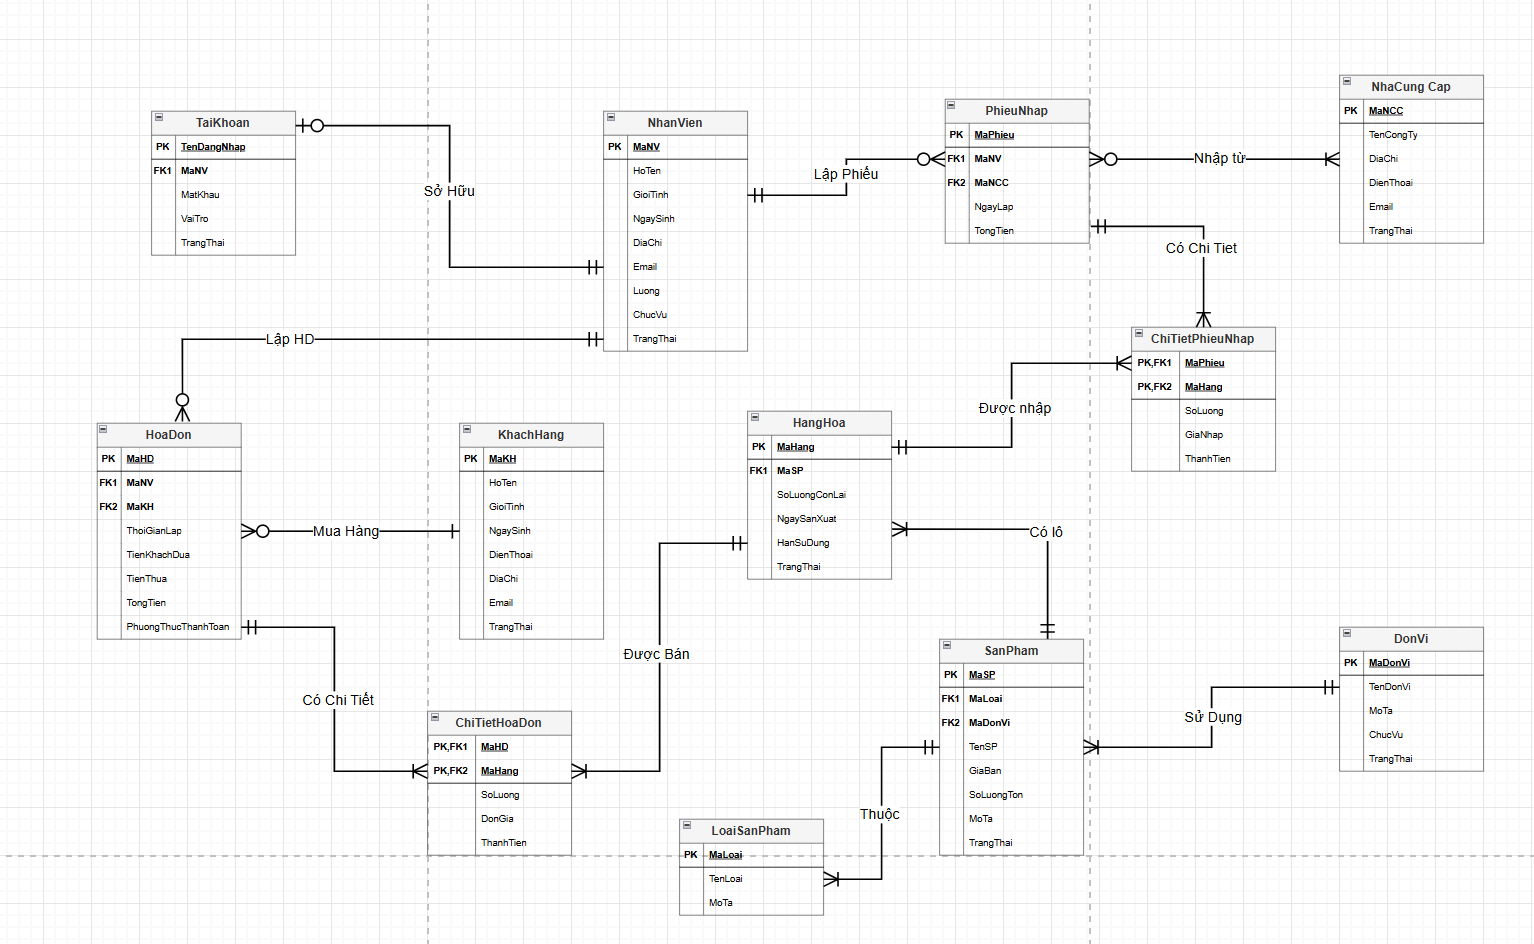 TaiKhoan
PK TenDangNhap
FK1 MaNV
MatKhau
VaiTro
TrangThai
Sở Hữu
NhanVien
PK MaNV
HoTen
GioiTinh
NgaySinh
DiaChi
Email
Luong
ChucVu
TrangThai
Lập Phiếu
PhieuNhap
PK MaPhieu
FK1 MaNV
FK2 MaNCC
NgayLap
TongTien
Nhập từ
NhaCung Cap
PK MaNCC
TenCongTy
DiaChi
DienThoai
Email
TrangThai
Có Chi Tiet
ChiTietPhieuNhap
PK,FK1 MaPhieu
PK,FK2 MaHang
SoLuong
GiaNhap
ThanhTien
Lập HD
Được nhập
HoaDon
PK MaHD
FK1 MaNV
FK2 MaKH
ThoiGianLap
TienKhachDua
TienThua
TongTien
PhuongThucThanhToan
Mua Hàng
KhachHang
PK MaKH
HoTen
GioiTinh
NgaySinh
DienThoai
DiaChi
Email
TrangThai
HangHoa
PK MaHang
FK1 MaSP
SoLuongConLai
NgaySanXuat
HanSuDung
TrangThai
Có lô
Được Bán
Có Chi Tiết
ChiTietHoaDon
PK,FK1 MaHD
PK,FK2 MaHang
SoLuong
DonGia
ThanhTien
SanPham
PK MaSP
FK1 MaLoai
FK2 MaDonVi
TenSP
GiaBan
SoLuongTon
MoTa
TrangThai
Sử Dụng
DonVi
PK MaDonVi
TenDonVi
MoTa
ChucVu
TrangThai
Thuộc
LoaiSanPham
PK MaLoai
TenLoai
MoTa